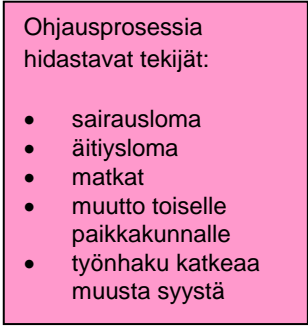 Ohjausprosessia
hidastavat tekijät:
• sairausloma
• äitiysloma
• matkat
• muutto toiselle
paikkakunnalle
• työnhaku katkeaa
muusta syystä